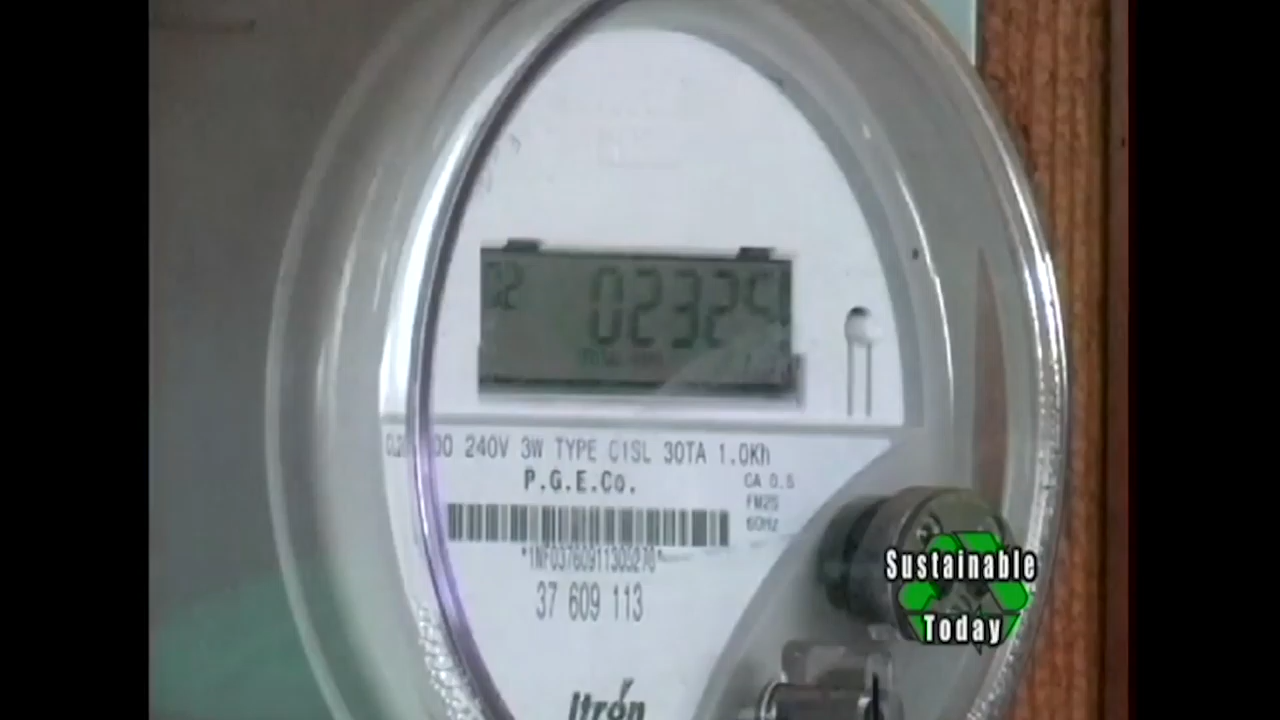 240V 3W TYPE C1SL 30TA 1.0Kh
P.G.E.Co.
CA 0.5
FM2S
60Hz
37 609 113
Itron
Sustainable
Today